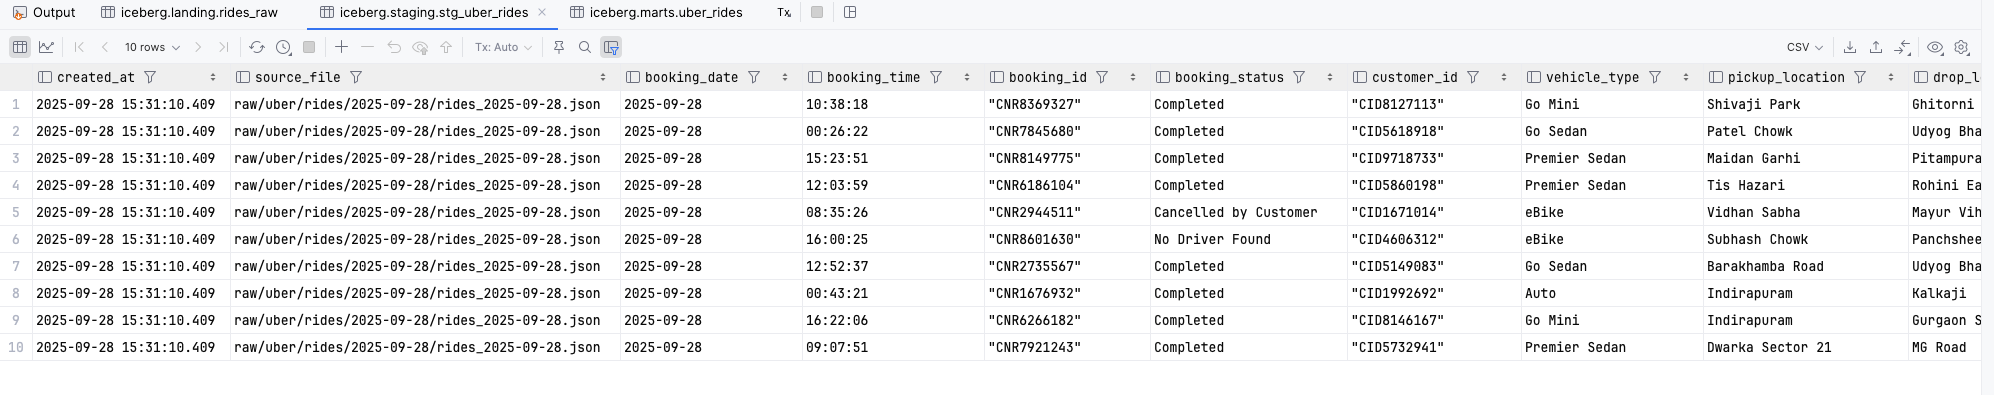 Output iceberg.landing.rides_raw iceberg.staging.stg_uber_rides iceberg.marts.uber_rides Tx
10 rows Tx: Auto CSV
created_at source_file booking_date booking_time booking_id booking_status customer_id vehicle_type pickup_location drop_l
1 2025-09-28 15:31:10.409 raw/uber/rides/2025-09-28/rides_2025-09-28.json 2025-09-28 10:38:18 "CNR8369327" Completed "CID8127113" Go Mini Shivaji Park Ghitorni
2 2025-09-28 15:31:10.409 raw/uber/rides/2025-09-28/rides_2025-09-28.json 2025-09-28 00:26:22 "CNR7845680" Completed "CID5618918" Go Sedan Patel Chowk Udyog Bha
3 2025-09-28 15:31:10.409 raw/uber/rides/2025-09-28/rides_2025-09-28.json 2025-09-28 15:23:51 "CNR8149775" Completed "CID9718733" Premier Sedan Maidan Garhi Pitampura
4 2025-09-28 15:31:10.409 raw/uber/rides/2025-09-28/rides_2025-09-28.json 2025-09-28 12:03:59 "CNR6186104" Completed "CID5860198" Premier Sedan Tis Hazari Rohini Ea
5 2025-09-28 15:31:10.409 raw/uber/rides/2025-09-28/rides_2025-09-28.json 2025-09-28 08:35:26 "CNR2944511" Cancelled by Customer "CID1671014" eBike Vidhan Sabha Mayur Vih
6 2025-09-28 15:31:10.409 raw/uber/rides/2025-09-28/rides_2025-09-28.json 2025-09-28 16:00:25 "CNR8601630" No Driver Found "CID4606312" eBike Subhash Chowk Panchshee
7 2025-09-28 15:31:10.409 raw/uber/rides/2025-09-28/rides_2025-09-28.json 2025-09-28 12:52:37 "CNR2735567" Completed "CID5149083" Go Sedan Barakhamba Road Udyog Bha
8 2025-09-28 15:31:10.409 raw/uber/rides/2025-09-28/rides_2025-09-28.json 2025-09-28 00:43:21 "CNR1676932" Completed "CID1992692" Auto Indirapuram Kalkaji
9 2025-09-28 15:31:10.409 raw/uber/rides/2025-09-28/rides_2025-09-28.json 2025-09-28 16:22:06 "CNR6266182" Completed "CID8146167" Go Mini Indirapuram Gurgaon S
10 2025-09-28 15:31:10.409 raw/uber/rides/2025-09-28/rides_2025-09-28.json 2025-09-28 09:07:51 "CNR7921243" Completed "CID5732941" Premier Sedan Dwarka Sector 21 MG Road